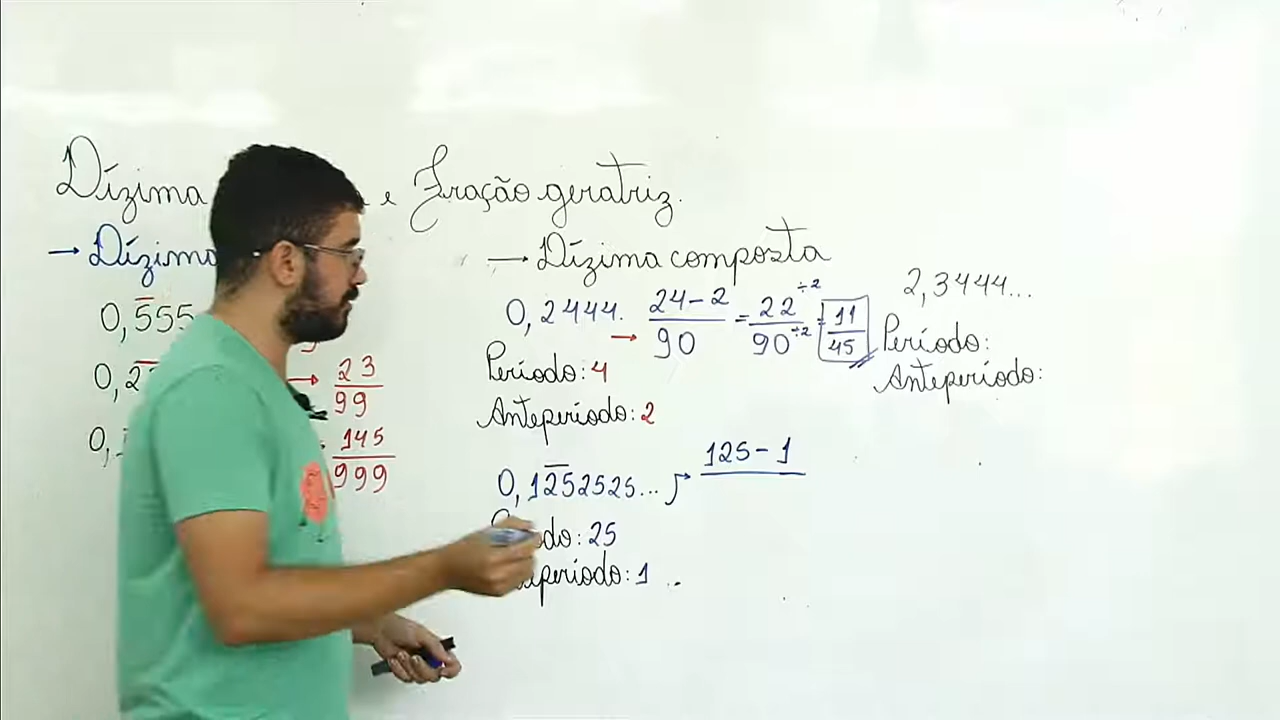 Dízima e Fração geratriz.
→ Dízima
0,555
0,2
→ 23/99
0,
145/999
→ Dízima composta
0,2444. → 24-2/90 = 22÷2/90÷2 = 11/45
Período: 4
Anteperíodo: 2
0,1252525... → 125-1
do: 25
período: 1
2,3444...
Período:
Anteperíodo: